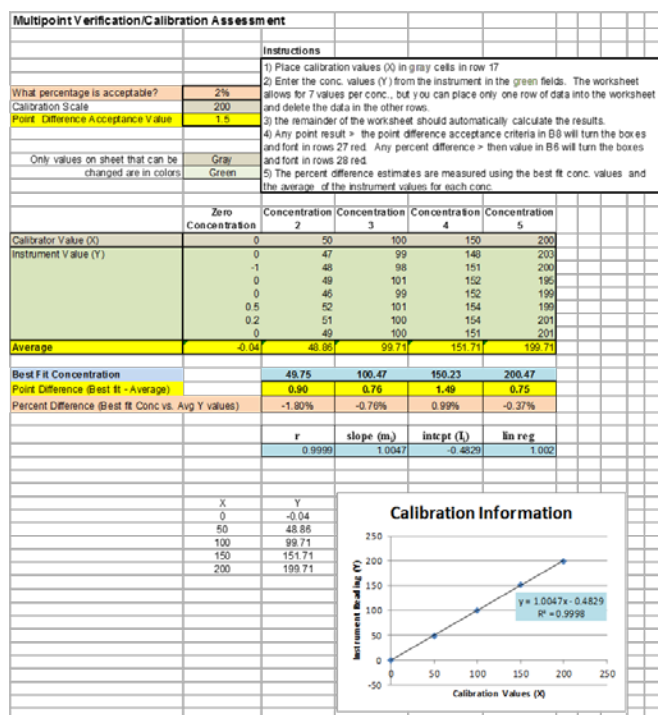 Multipoint Verification/Calibration Assessment
Instructions
1) Place calibration values (X) in gray cells in row 17
2) Enter the conc. values (Y) from the instrument in the green fields. The worksheet
allows for 7 values per conc., but you can place only one row of data into the worksheet
and delete the data in the other rows.
3) the remainder of the worksheet should automatically calculate the results.
4) Any point result > the point difference acceptance criteria in B8 will turn the boxes
and font in rows 27 red. Any percent difference > then value in B6 will turn the boxes
and font in rows 28 red.
5) The percent difference estimates are measured using the best fit conc. values and
the average of the instrument values for each conc.
What percentage is acceptable? 2%
Calibration Scale 200
Point Difference Acceptance Value 1.5
Only values on sheet that can be Gray
changed are in colors Green
Zero Concentration Concentration Concentration Concentration
Concentration 2 3 4 5
Calibrator Value (X) 0 50 100 150 200
Instrument Value (Y) 0 47 99 148 203
-1 48 98 151 200
0 49 101 152 195
0 46 99 152 199
0.5 52 101 154 199
0.2 51 100 154 201
0 49 100 151 201
Average -0.04 48.86 99.71 151.71 199.71
Best Fit Concentration 49.75 100.47 150.23 200.47
Point Difference (Best fit - Average) 0.90 0.76 1.49 0.75
Percent Difference (Best fit Conc vs. Avg Y values) -1.80% -0.76% 0.99% -0.37%
r slope (m) intcpt (I) lin reg
0.9999 1.0047 -0.4829 1.002
X Y
0 -0.04
50 48.86
100 99.71
150 151.71
200 199.71
Calibration Information
250
200
150
100
50
0
-50
Instrument Reading (Y)
y = 1.0047x - 0.4829
R² = 0.9998
0 50 100 150 200 250
Calibration Values (X)